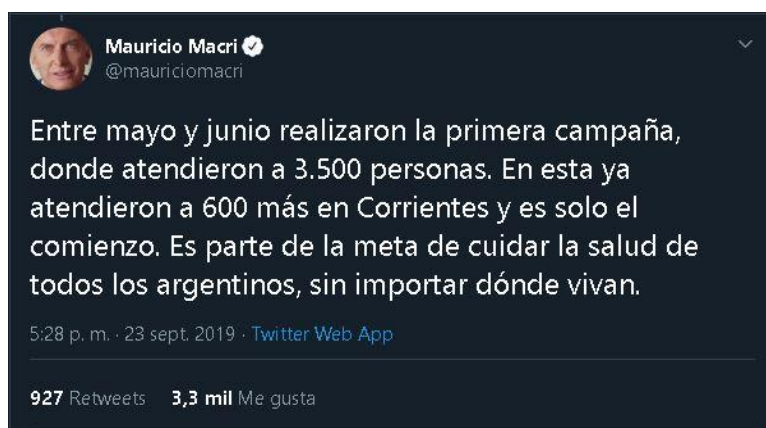 Mauricio Macri
@mauriciomacri
Entre mayo y junio realizaron la primera campaña,
donde atendieron a 3.500 personas. En esta ya
atendieron a 600 más en Corrientes y es solo el
comienzo. Es parte de la meta de cuidar la salud de
todos los argentinos, sin importar dónde vivan.
5:28 p. m. · 23 sept. 2019 · Twitter Web App
927 Retweets 3,3 mil Me gusta